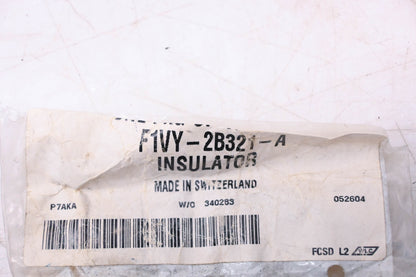 F1VY-2B321-A
INSULATOR
MADE IN SWITZERLAND
P7AKA W/O 340283 052604
FCSD L2